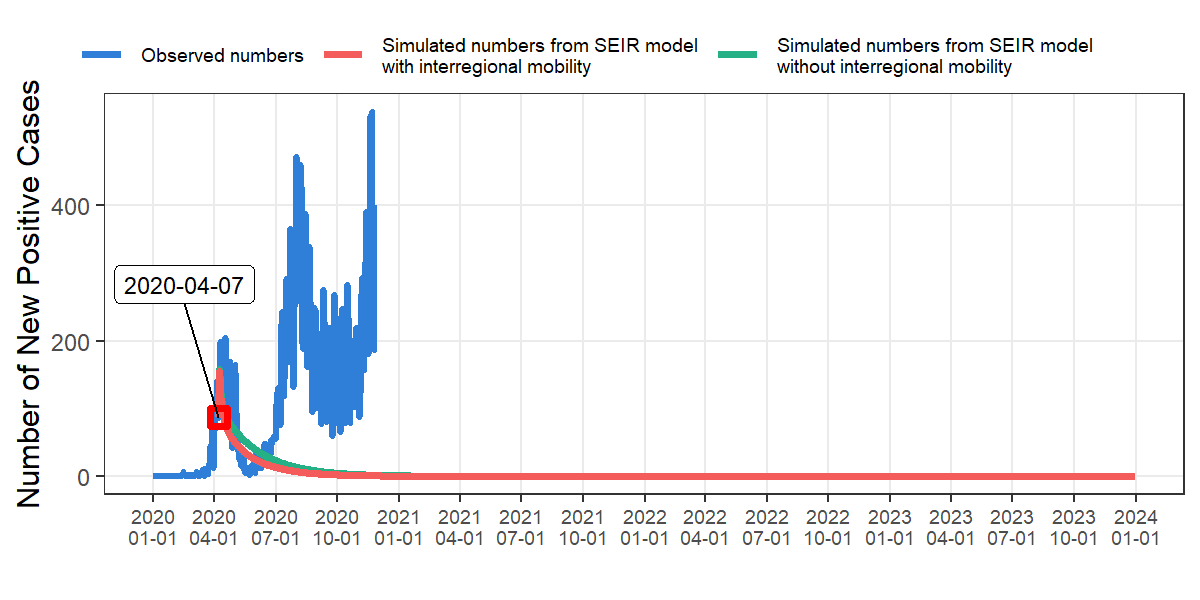 Observed numbers
Simulated numbers from SEIR model
with interregional mobility
Simulated numbers from SEIR model
without interregional mobility
Number of New Positive Cases
400
200
0
2020-04-07
2020 2020 2020 2020 2021 2021 2021 2021 2022 2022 2022 2022 2023 2023 2023 2023 2024
01-01 04-01 07-01 10-01 01-01 04-01 07-01 10-01 01-01 04-01 07-01 10-01 01-01 04-01 07-01 10-01 01-01